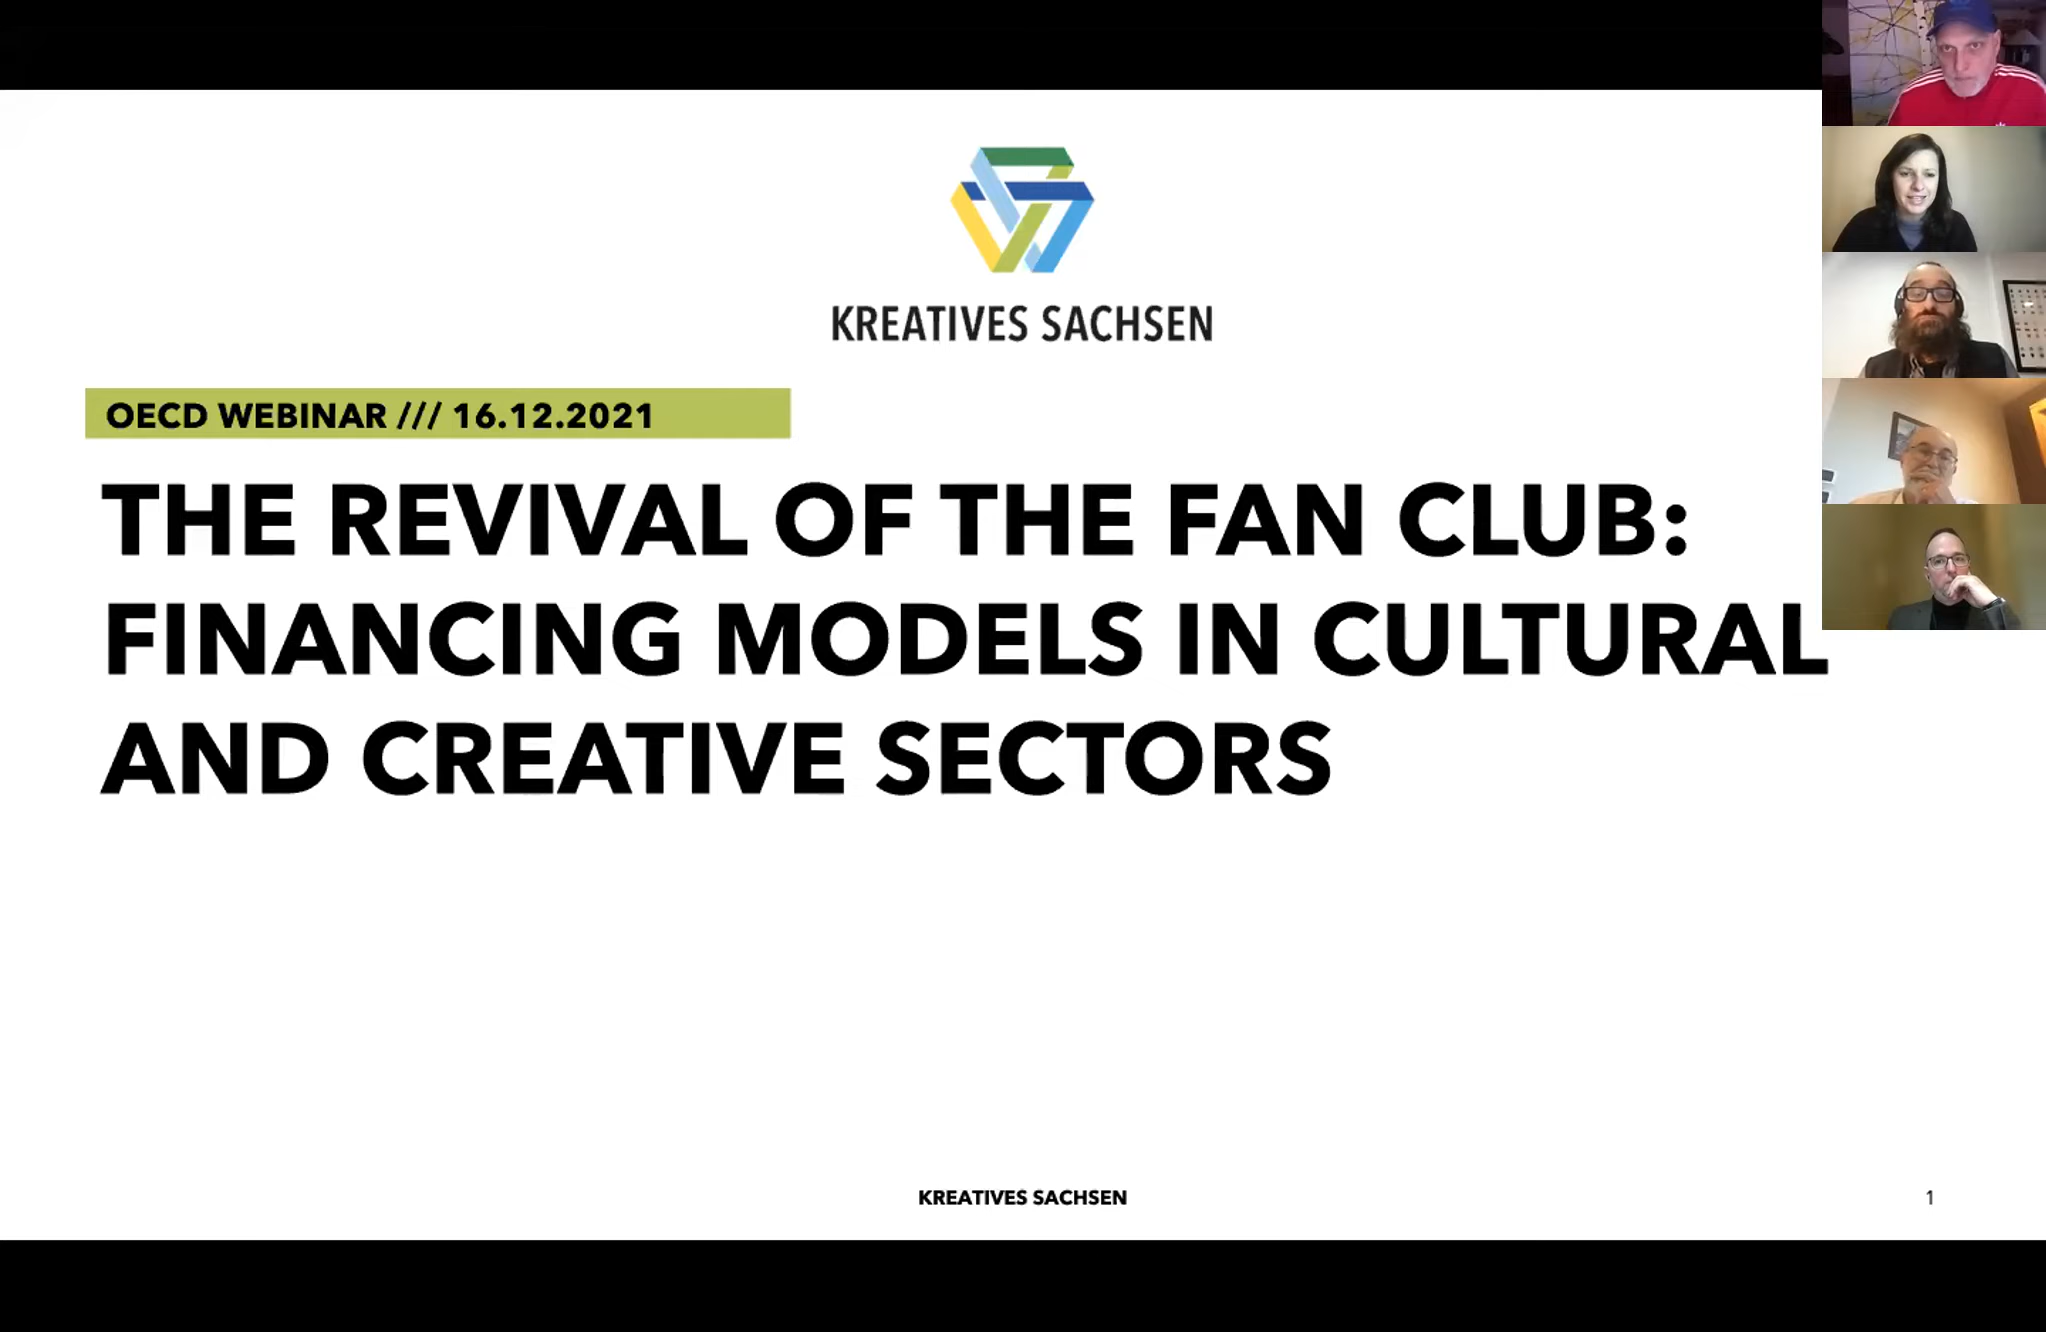 KREATIVES SACHSEN
OECD WEBINAR /// 16.12.2021
THE REVIVAL OF THE FAN CLUB:
FINANCING MODELS IN CULTURAL
AND CREATIVE SECTORS
KREATIVES SACHSEN
1